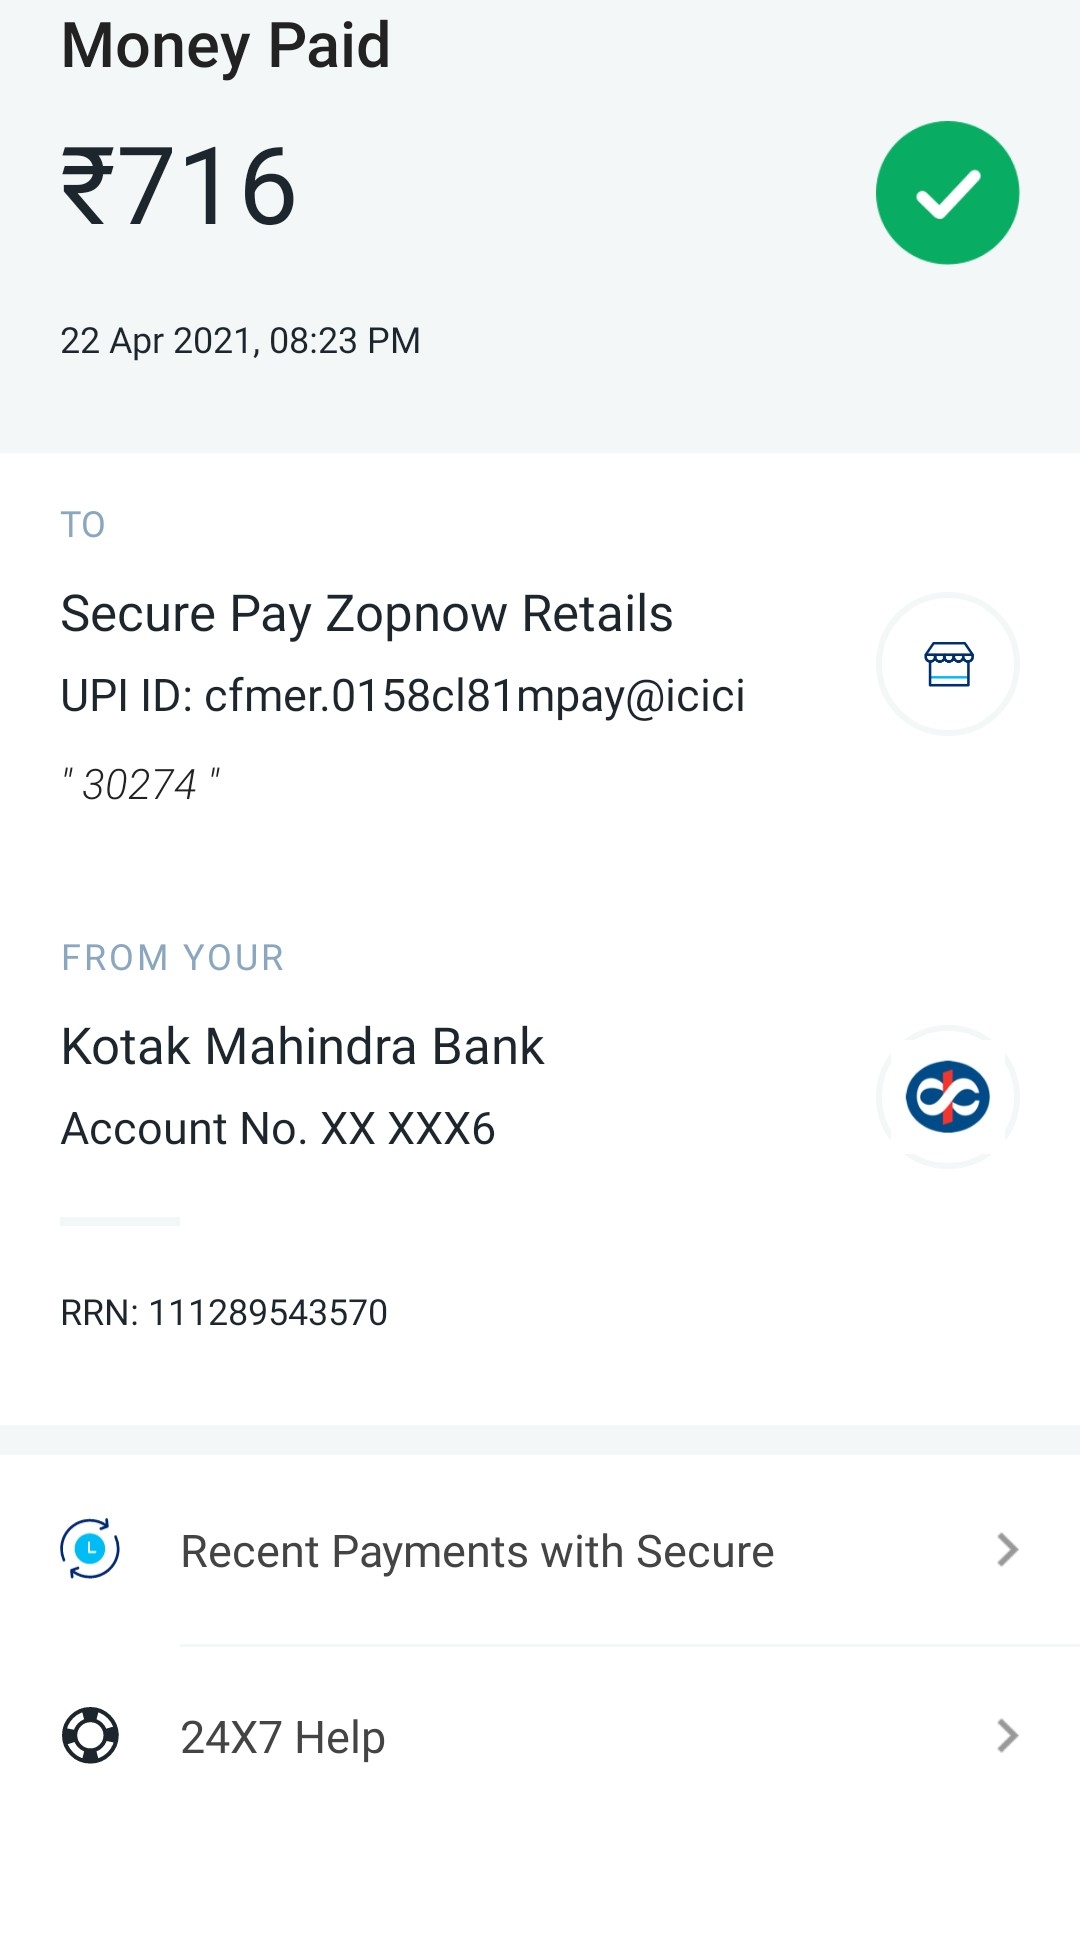 Money Paid
₹716
22 Apr 2021, 08:23 PM
TO
Secure Pay Zopnow Retails
UPI ID: cfmer.0158cl81mpay@icici
" 30274 "
FROM YOUR
Kotak Mahindra Bank
Account No. XX XXX6
RRN: 111289543570
Recent Payments with Secure
24X7 Help